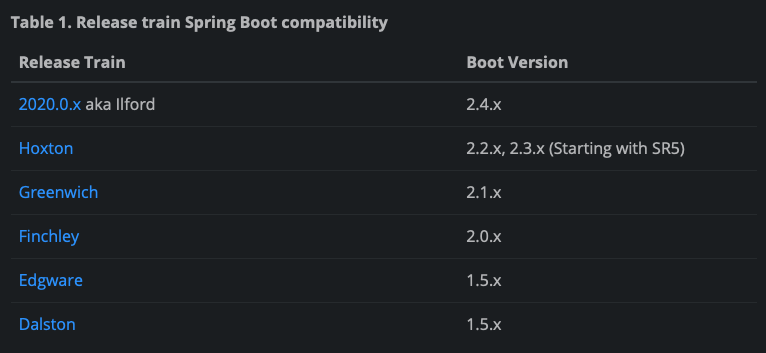 Table 1. Release train Spring Boot compatibility
Release Train Boot Version
2020.0.x aka Ilford 2.4.x
Hoxton 2.2.x, 2.3.x (Starting with SR5)
Greenwich 2.1.x
Finchley 2.0.x
Edgware 1.5.x
Dalston 1.5.x